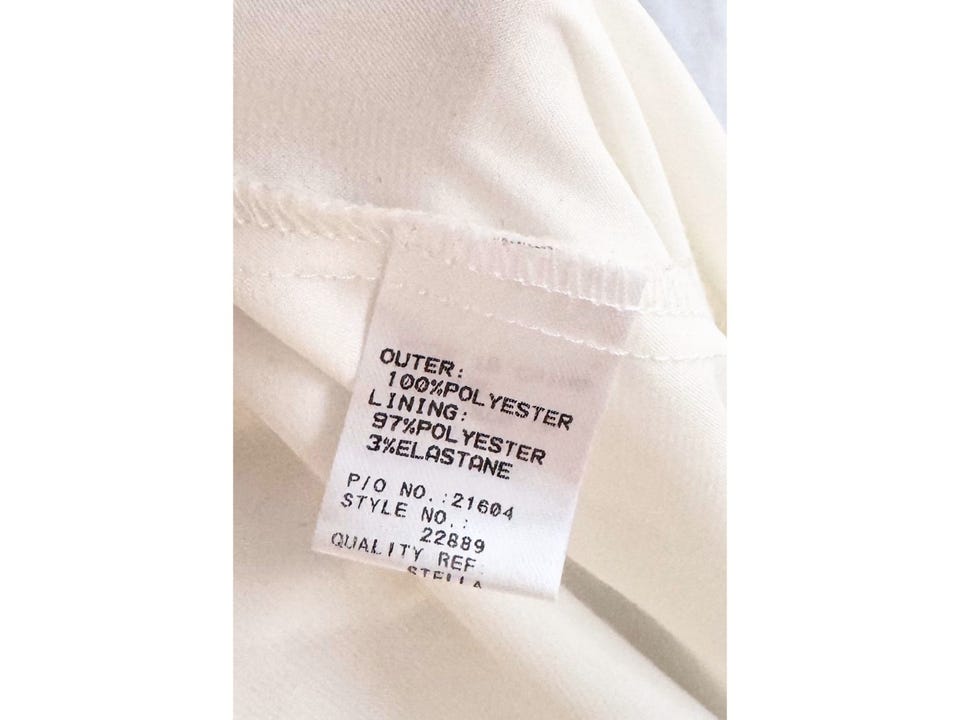 OUTER:
100%POLYESTER
LINING:
97%POLYESTER
3%ELASTANE
P/O NO.:21604
STYLE NO.:
22889
QUALITY REF:
STELLA